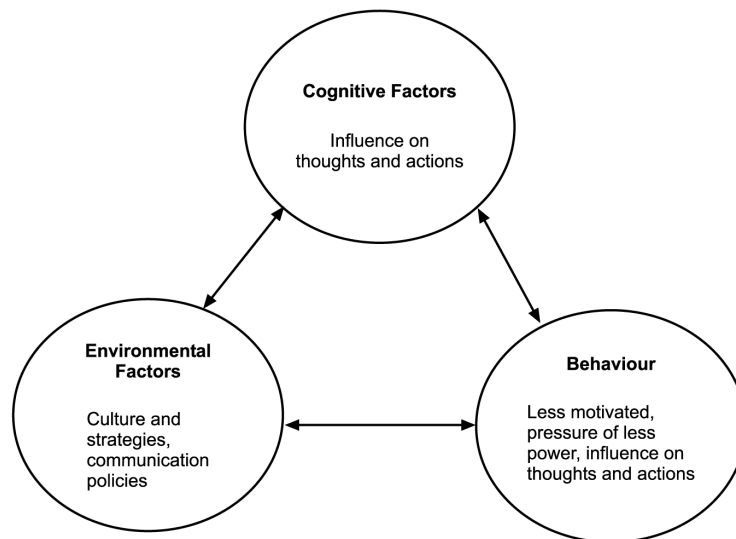 Cognitive Factors
Influence on
thoughts and actions
Environmental
Factors
Culture and
strategies,
communication
policies
Behaviour
Less motivated,
pressure of less
power, influence on
thoughts and actions